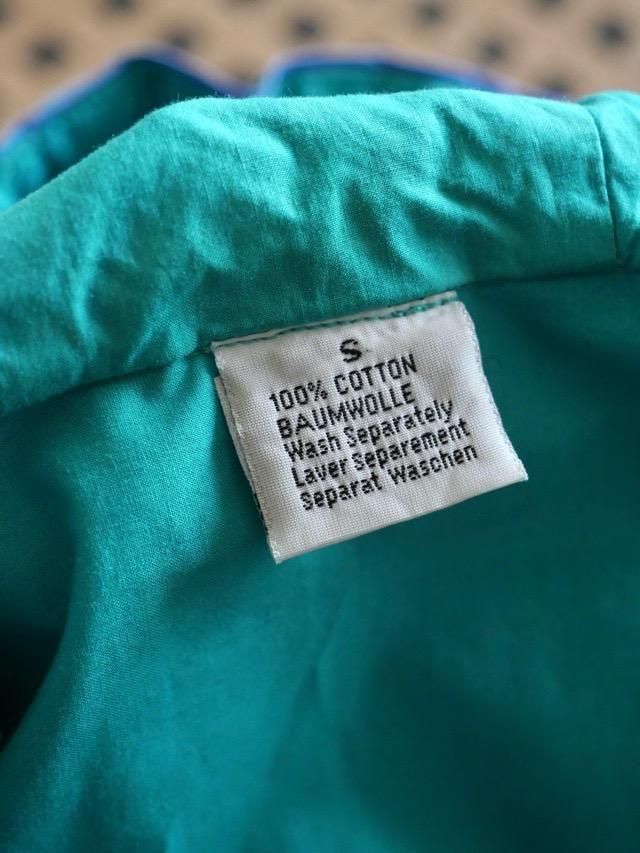 S
100% COTTON
BAUMWOLLE
Wash Separately
Laver Separement
Separat Waschen